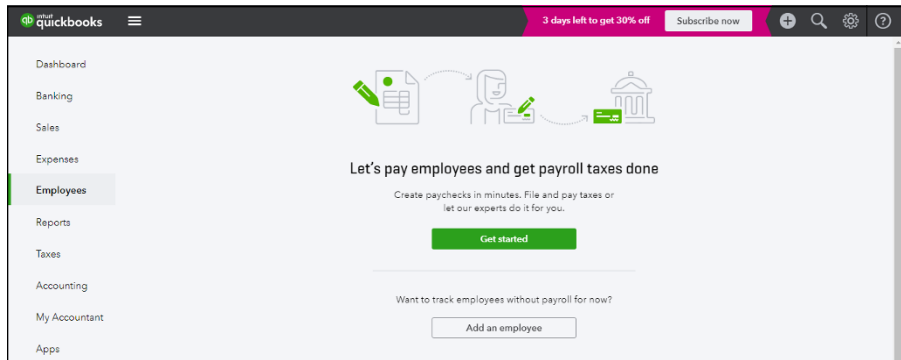 qb intuit quickbooks
3 days left to get 30% off
Subscribe now
Dashboard
Banking
Sales
Expenses
Employees
Reports
Taxes
Accounting
My Accountant
Apps
Let's pay employees and get payroll taxes done
Create paychecks in minutes. File and pay taxes or
let our experts do it for you.
Get started
Want to track employees without payroll for now?
Add an employee